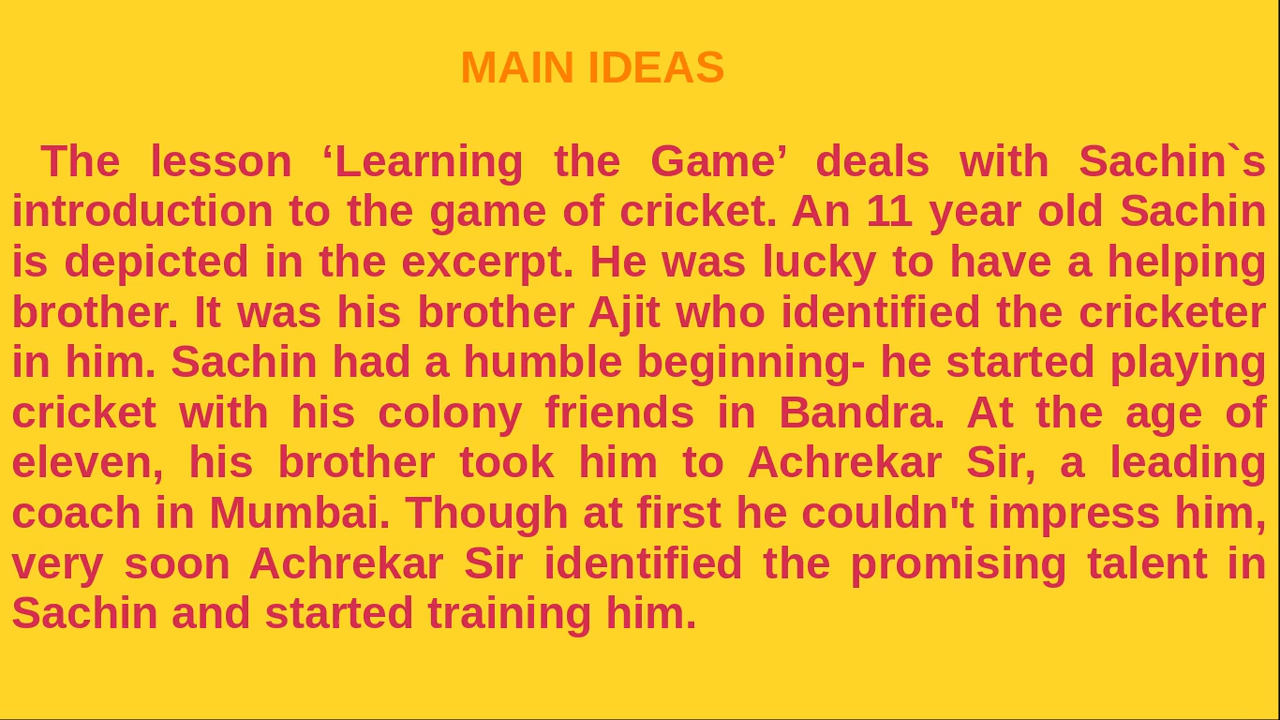 MAIN IDEAS
The lesson ‘Learning the Game’ deals with Sachin`s
introduction to the game of cricket. An 11 year old Sachin
is depicted in the excerpt. He was lucky to have a helping
brother. It was his brother Ajit who identified the cricketer
in him. Sachin had a humble beginning- he started playing
cricket with his colony friends in Bandra. At the age of
eleven, his brother took him to Achrekar Sir, a leading
coach in Mumbai. Though at first he couldn't impress him,
very soon Achrekar Sir identified the promising talent in
Sachin and started training him.